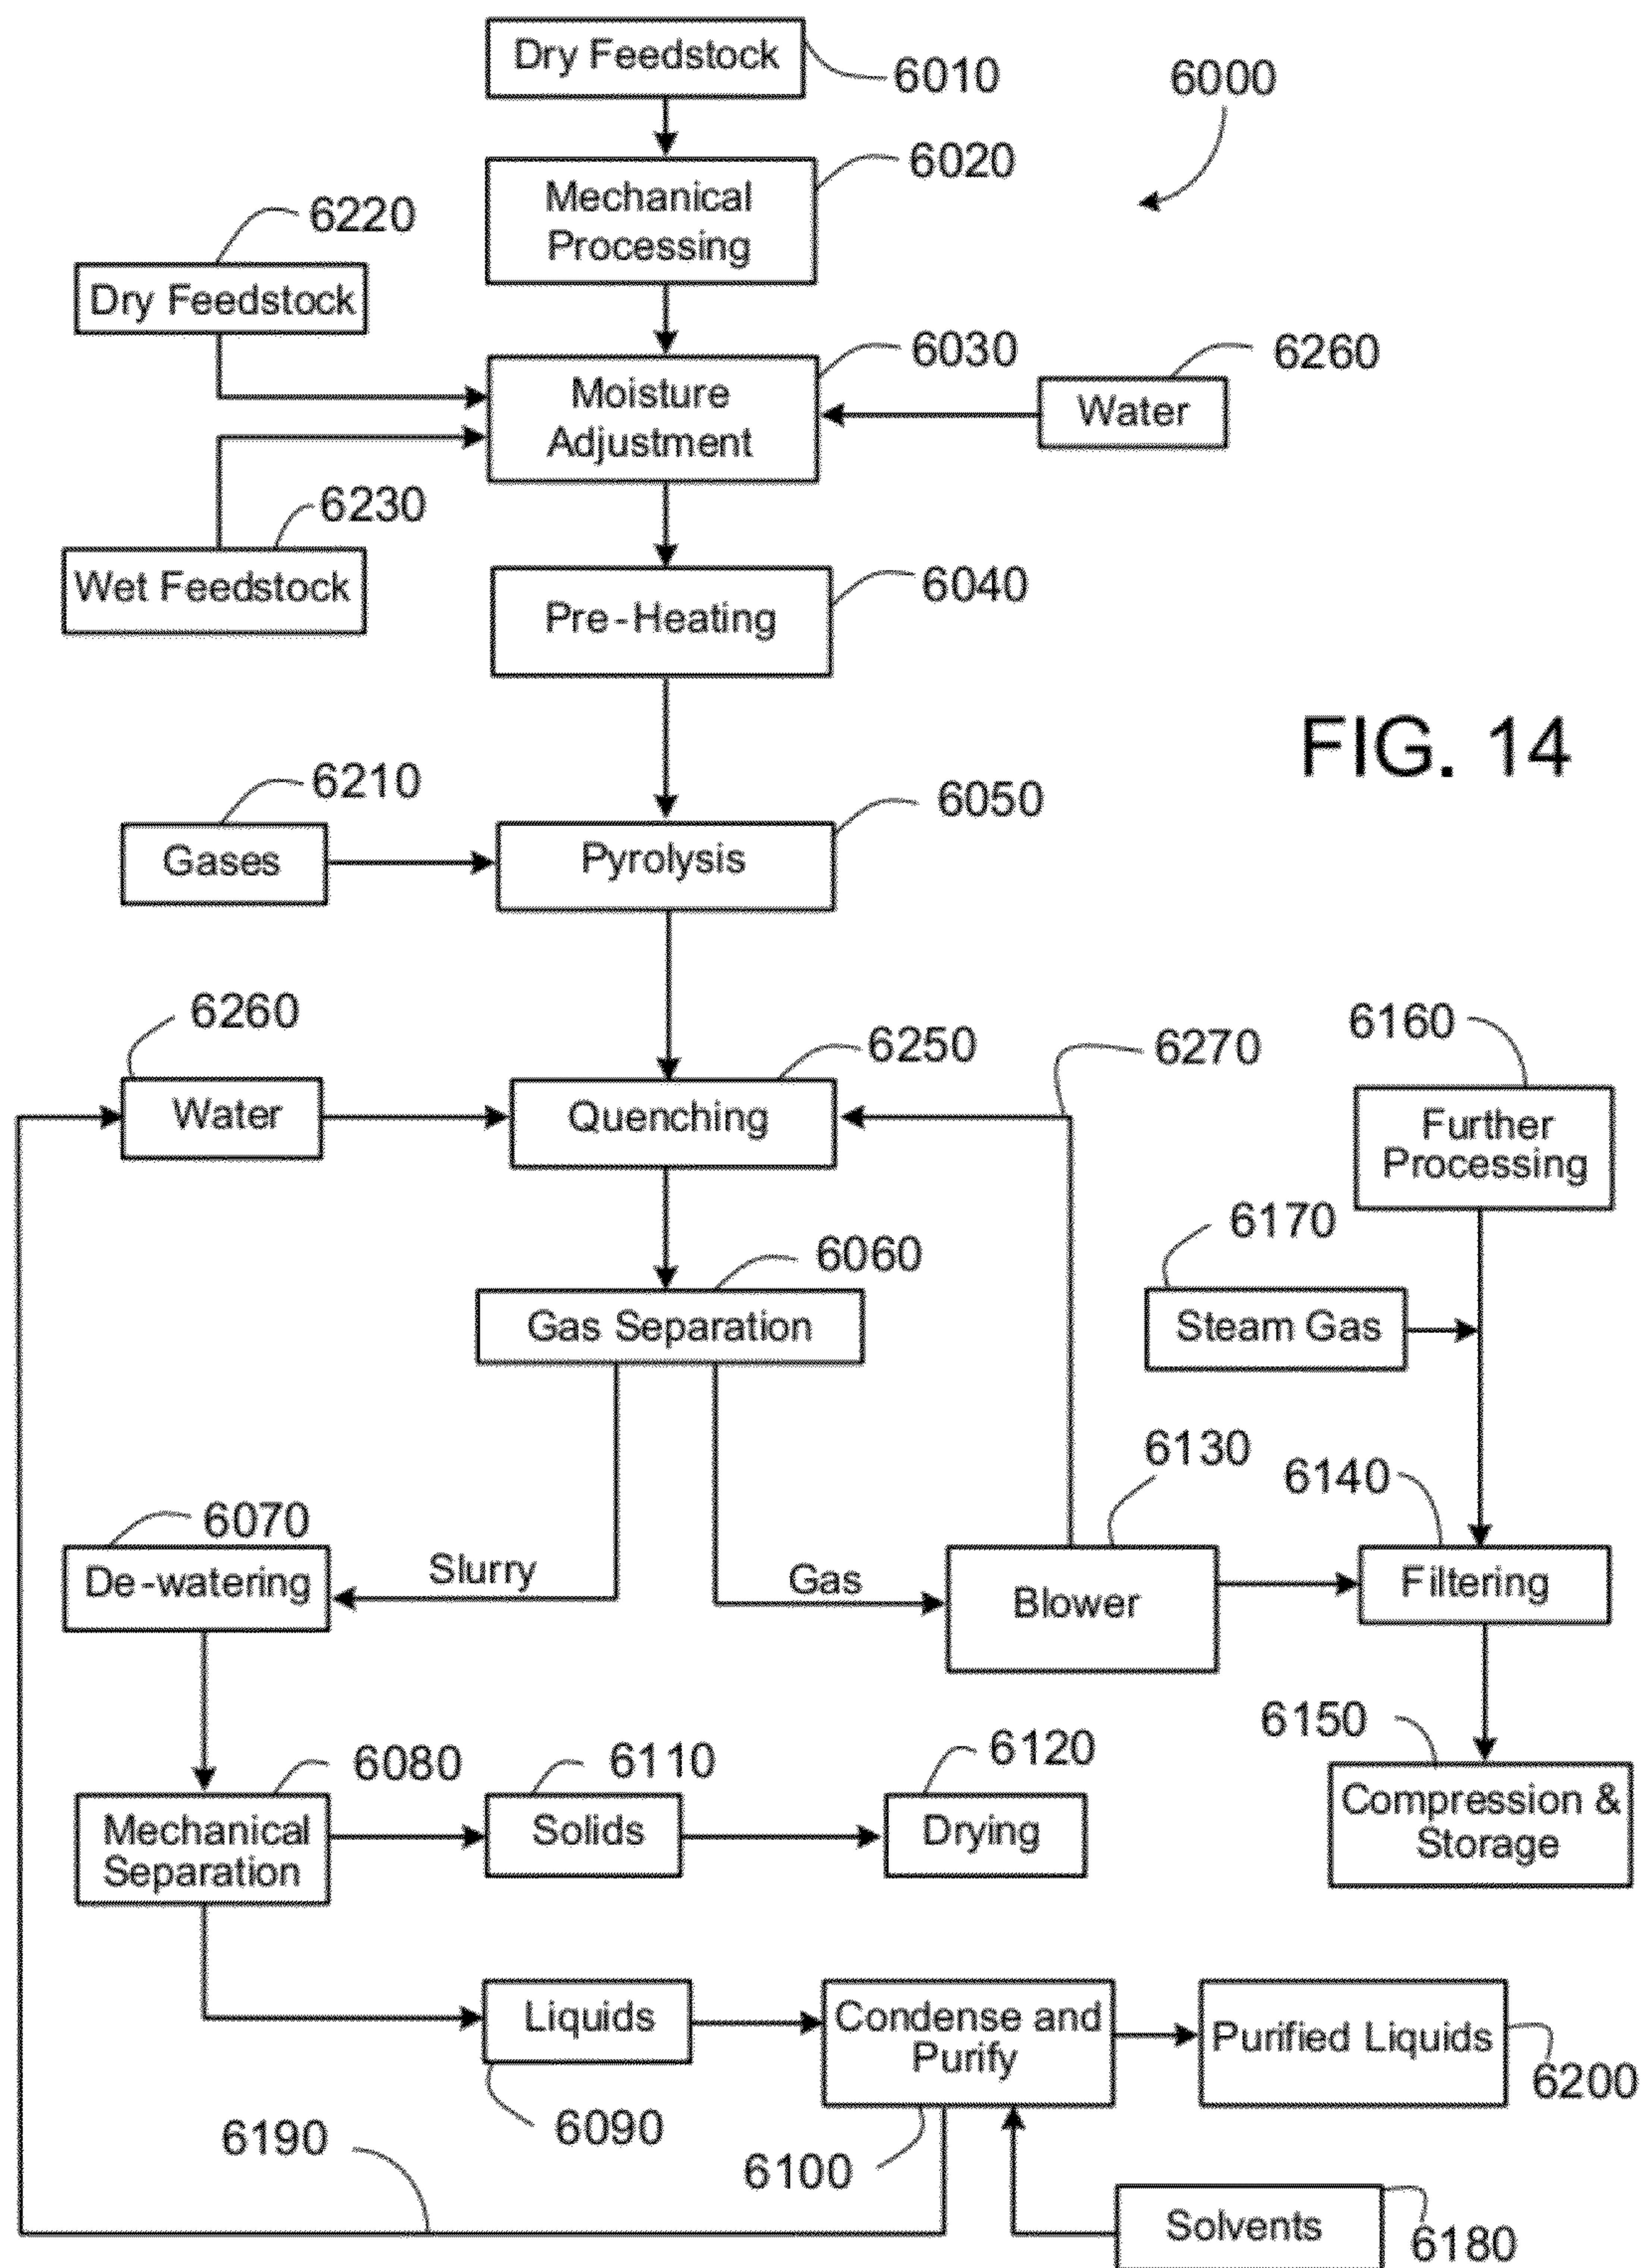 Dry Feedstock
6010
6000
Mechanical
Processing
6020
6220
Dry Feedstock
Moisture
Adjustment
6030
6260
Water
6230
Wet Feedstock
Pre-Heating
6040
FIG. 14
6210
Gases
Pyrolysis
6050
6260
Water
Quenching
6250
6270
6160
Further
Processing
6170
Steam Gas
6060
Gas Separation
6130
6140
6070
De-watering
Slurry
Gas
Blower
Filtering
6150
Compression &
Storage
6080
Mechanical
Separation
6110
Solids
6120
Drying
Liquids
6090
Condense and
Purify
6100
Purified Liquids
6200
6190
Solvents
6180